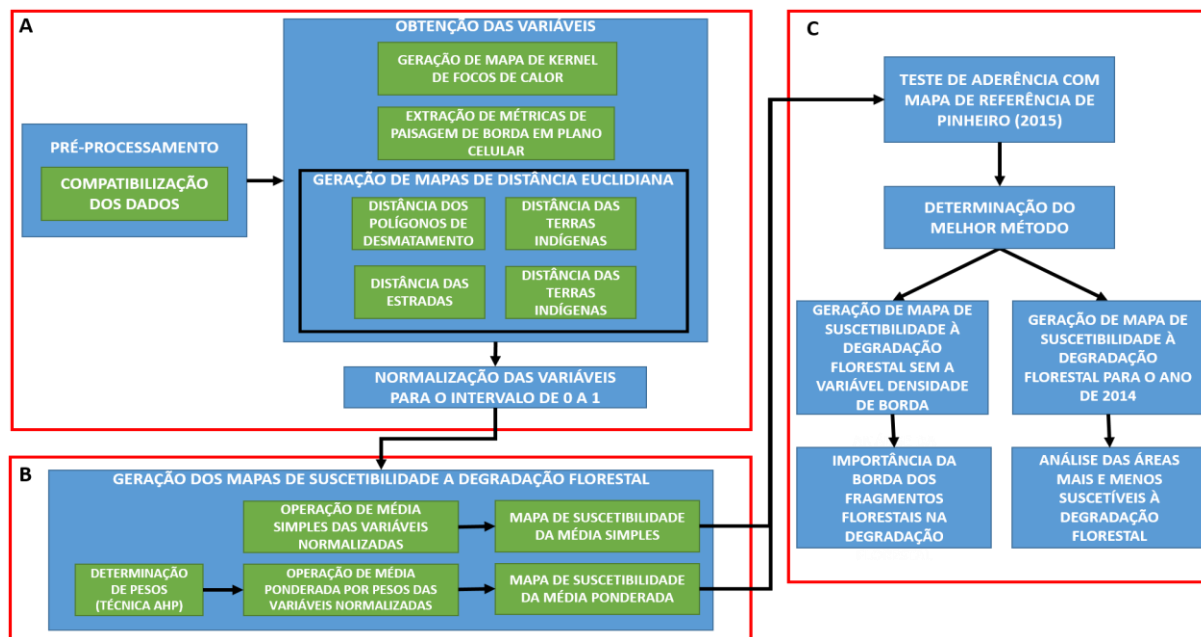 A
PRÉ-PROCESSAMENTO
COMPATIBILIZAÇÃO
DOS DADOS
OBTENÇÃO DAS VARIÁVEIS
GERAÇÃO DE MAPA DE KERNEL
DE FOCOS DE CALOR
EXTRAÇÃO DE MÉTRICAS DE
PAISAGEM DE BORDA EM PLANO
CELULAR
GERAÇÃO DE MAPAS DE DISTÂNCIA EUCLIDIANA
DISTÂNCIA DOS
POLÍGONOS DE
DESMATAMENTO
DISTÂNCIA DAS
TERRAS
INDÍGENAS
DISTÂNCIA DAS
ESTRADAS
DISTÂNCIA DAS
TERRAS
INDÍGENAS
NORMALIZAÇÃO DAS VARIÁVEIS
PARA O INTERVALO DE 0 A 1
B
GERAÇÃO DOS MAPAS DE SUSCETIBILIDADE A DEGRADAÇÃO FLORESTAL
OPERAÇÃO DE MÉDIA
SIMPLES DAS VARIÁVEIS
NORMALIZADAS
MAPA DE SUSCETIBILIDADE
DA MÉDIA SIMPLES
DETERMINAÇÃO
DE PESOS
(TÉCNICA AHP)
OPERAÇÃO DE MÉDIA
PONDERADA POR PESOS DAS
VARIÁVEIS NORMALIZADAS
MAPA DE SUSCETIBILIDADE
DA MÉDIA PONDERADA
C
TESTE DE ADERÊNCIA COM
MAPA DE REFERÊNCIA DE
PINHEIRO (2015)
DETERMINAÇÃO DO
MELHOR MÉTODO
GERAÇÃO DE MAPA DE
SUSCETIBILIDADE À
DEGRADAÇÃO
FLORESTAL SEM A
VARIÁVEL DENSIDADE
DE BORDA
GERAÇÃO DE MAPA DE
SUSCETIBILIDADE À
DEGRADAÇÃO
FLORESTAL PARA O ANO
DE 2014
IMPORTÂNCIA DA
BORDA DOS
FRAGMENTOS
FLORESTAIS NA
DEGRADAÇÃO
ANÁLISE DAS ÁREAS
MAIS E MENOS
SUSCETÍVEIS À
DEGRADAÇÃO
FLORESTAL